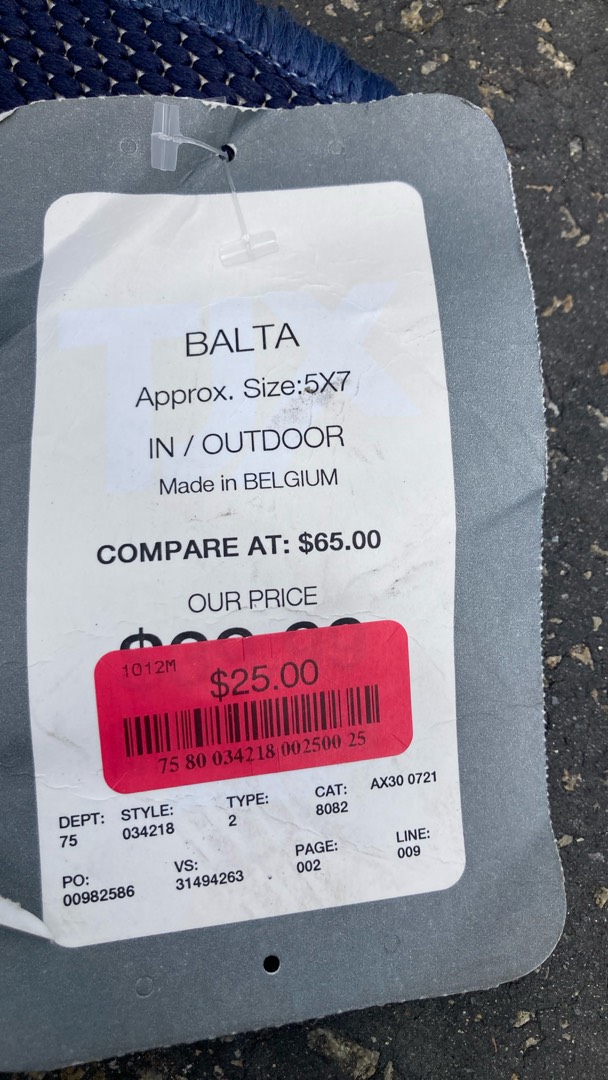 TJX
BALTA
Approx. Size:5X7
IN / OUTDOOR
Made in BELGIUM
COMPARE AT: $65.00
OUR PRICE
1012M
$25.00
75 80 034218 002500 25
DEPT: STYLE: TYPE: CAT: AX30 0721
75 034218 2 8082
PO: VS: PAGE: LINE:
00982586 31494263 002 009